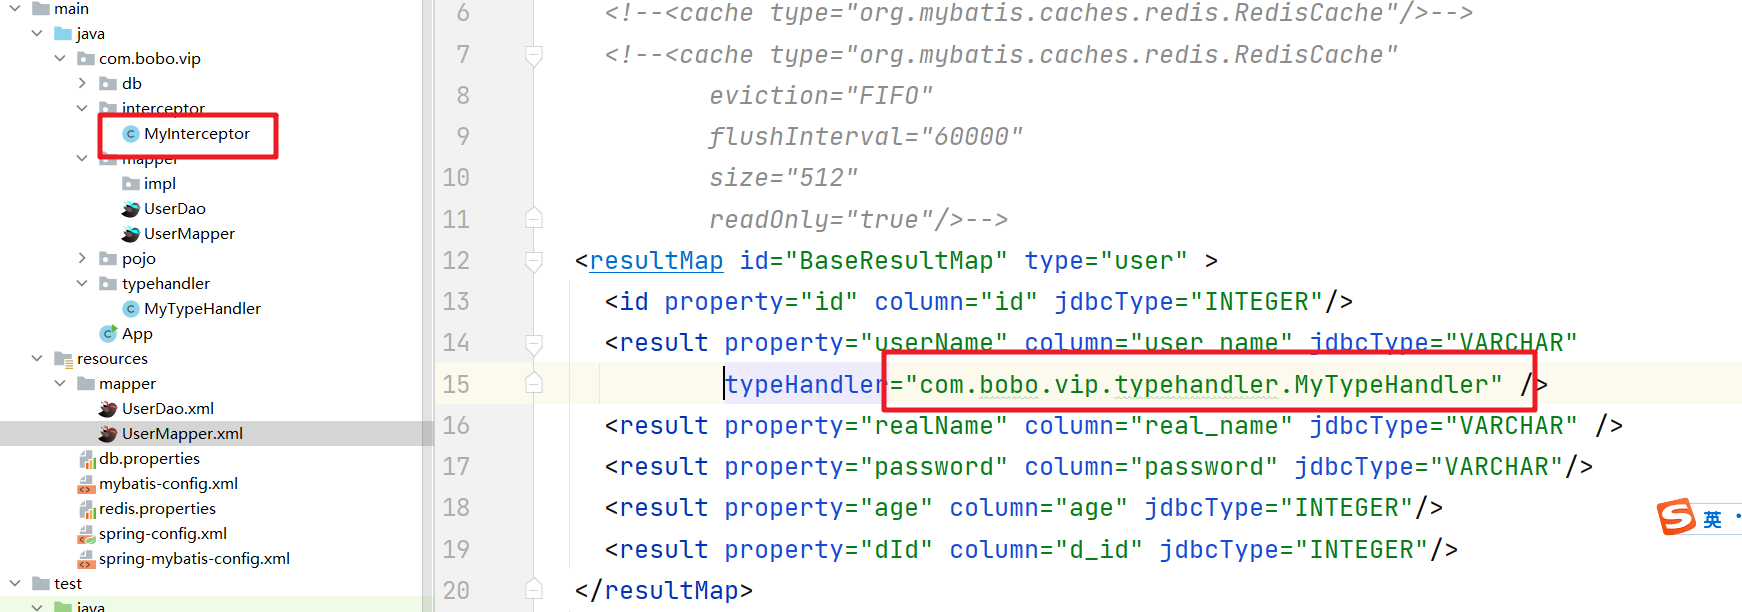 main
java
com.bobo.vip
db
interceptor
MyInterceptor
mapper
impl
UserDao
UserMapper
pojo
typehandler
MyTypeHandler
App
resources
mapper
UserDao.xml
UserMapper.xml
db.properties
mybatis-config.xml
redis.properties
spring-config.xml
spring-mybatis-config.xml
test
java
6 <!--<cache type="org.mybatis.caches.redis.RedisCache"/>-->
7 <!--<cache type="org.mybatis.caches.redis.RedisCache"
8 eviction="FIFO"
9 flushInterval="60000"
10 size="512"
11 readOnly="true"/>-->
12 <resultMap id="BaseResultMap" type="user" >
13 <id property="id" column="id" jdbcType="INTEGER"/>
14 <result property="userName" column="user_name" jdbcType="VARCHAR"
15 typeHandler="com.bobo.vip.typehandler.MyTypeHandler" />
16 <result property="realName" column="real_name" jdbcType="VARCHAR" />
17 <result property="password" column="password" jdbcType="VARCHAR"/>
18 <result property="age" column="age" jdbcType="INTEGER"/>
19 <result property="dId" column="d_id" jdbcType="INTEGER"/>
20 </resultMap>
英